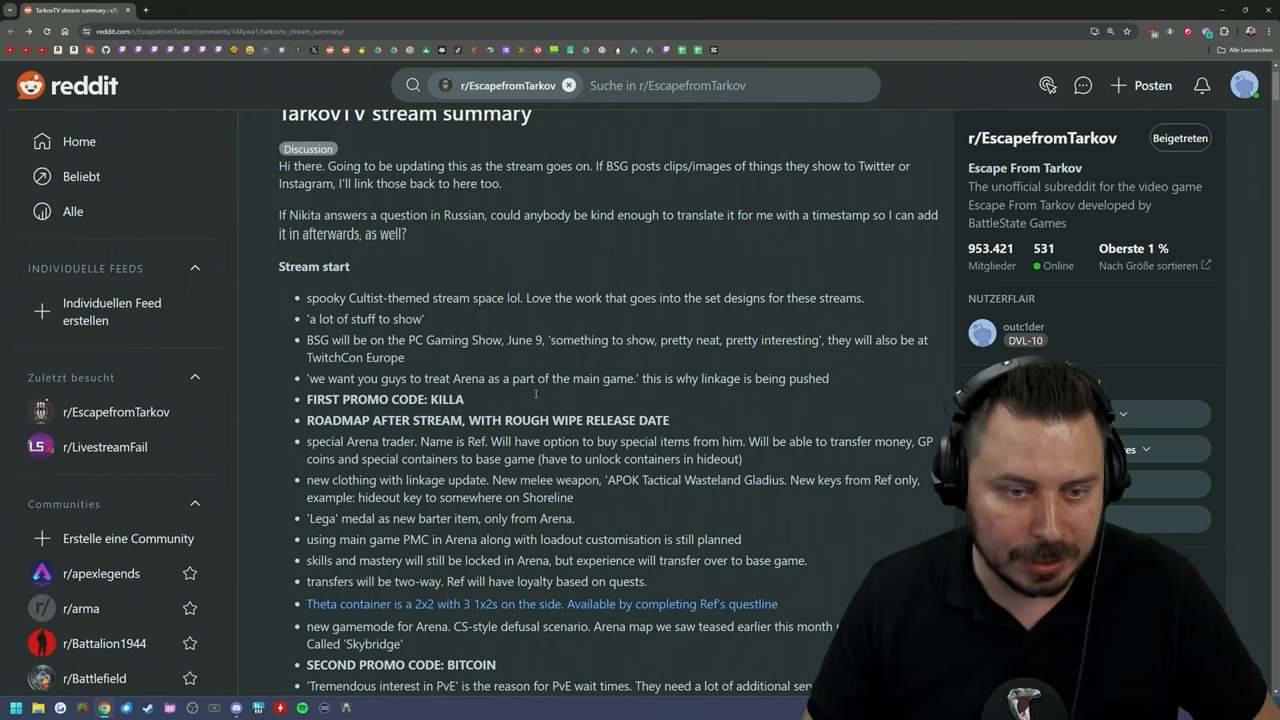 TarkovTV stream summary : r/E
reddit.com/r/EscapefromTarkov/comments/1d4ywa1/tarkovtv_stream_summary/
Alle Lesezeichen
reddit
r/EscapefromTarkov
Suche in r/EscapefromTarkov
Posten
Home
Beliebt
Alle
INDIVIDUELLE FEEDS
Individuellen Feed
erstellen
Zuletzt besucht
r/EscapefromTarkov
r/LivestreamFail
Communities
Erstelle eine Community
r/apexlegends
r/arma
r/Battalion1944
r/Battlefield
TarkovTV stream summary
Discussion
Hi there. Going to be updating this as the stream goes on. If BSG posts clips/images of things they show to Twitter or
Instagram, I'll link those back to here too.
If Nikita answers a question in Russian, could anybody be kind enough to translate it for me with a timestamp so I can add
it in afterwards, as well?
Stream start
spooky Cultist-themed stream space lol. Love the work that goes into the set designs for these streams.
'a lot of stuff to show'
BSG will be on the PC Gaming Show, June 9, 'something to show, pretty neat, pretty interesting', they will also be at
TwitchCon Europe
'we want you guys to treat Arena as a part of the main game.' this is why linkage is being pushed
FIRST PROMO CODE: KILLA
ROADMAP AFTER STREAM, WITH ROUGH WIPE RELEASE DATE
special Arena trader. Name is Ref. Will have option to buy special items from him. Will be able to transfer money, GP
coins and special containers to base game (have to unlock containers in hideout)
new clothing with linkage update. New melee weapon, 'APOK Tactical Wasteland Gladius. New keys from Ref only,
example: hideout key to somewhere on Shoreline
'Lega' medal as new barter item, only from Arena.
using main game PMC in Arena along with loadout customisation is still planned
skills and mastery will still be locked in Arena, but experience will transfer over to base game.
transfers will be two-way. Ref will have loyalty based on quests.
Theta container is a 2x2 with 3 1x2s on the side. Available by completing Ref's questline
new gamemode for Arena. CS-style defusal scenario. Arena map we saw teased earlier this month
Called 'Skybridge'
SECOND PROMO CODE: BITCOIN
'Tremendous interest in PvE' is the reason for PvE wait times. They need a lot of additional ser
r/EscapefromTarkov
Beigetreten
Escape From Tarkov
The unofficial subreddit for the video game
Escape From Tarkov developed by
BattleState Games
953.421 531 Oberste 1 %
Mitglieder Online Nach Größe sortieren
NUTZERFLAIR
outc1der
DVL-10